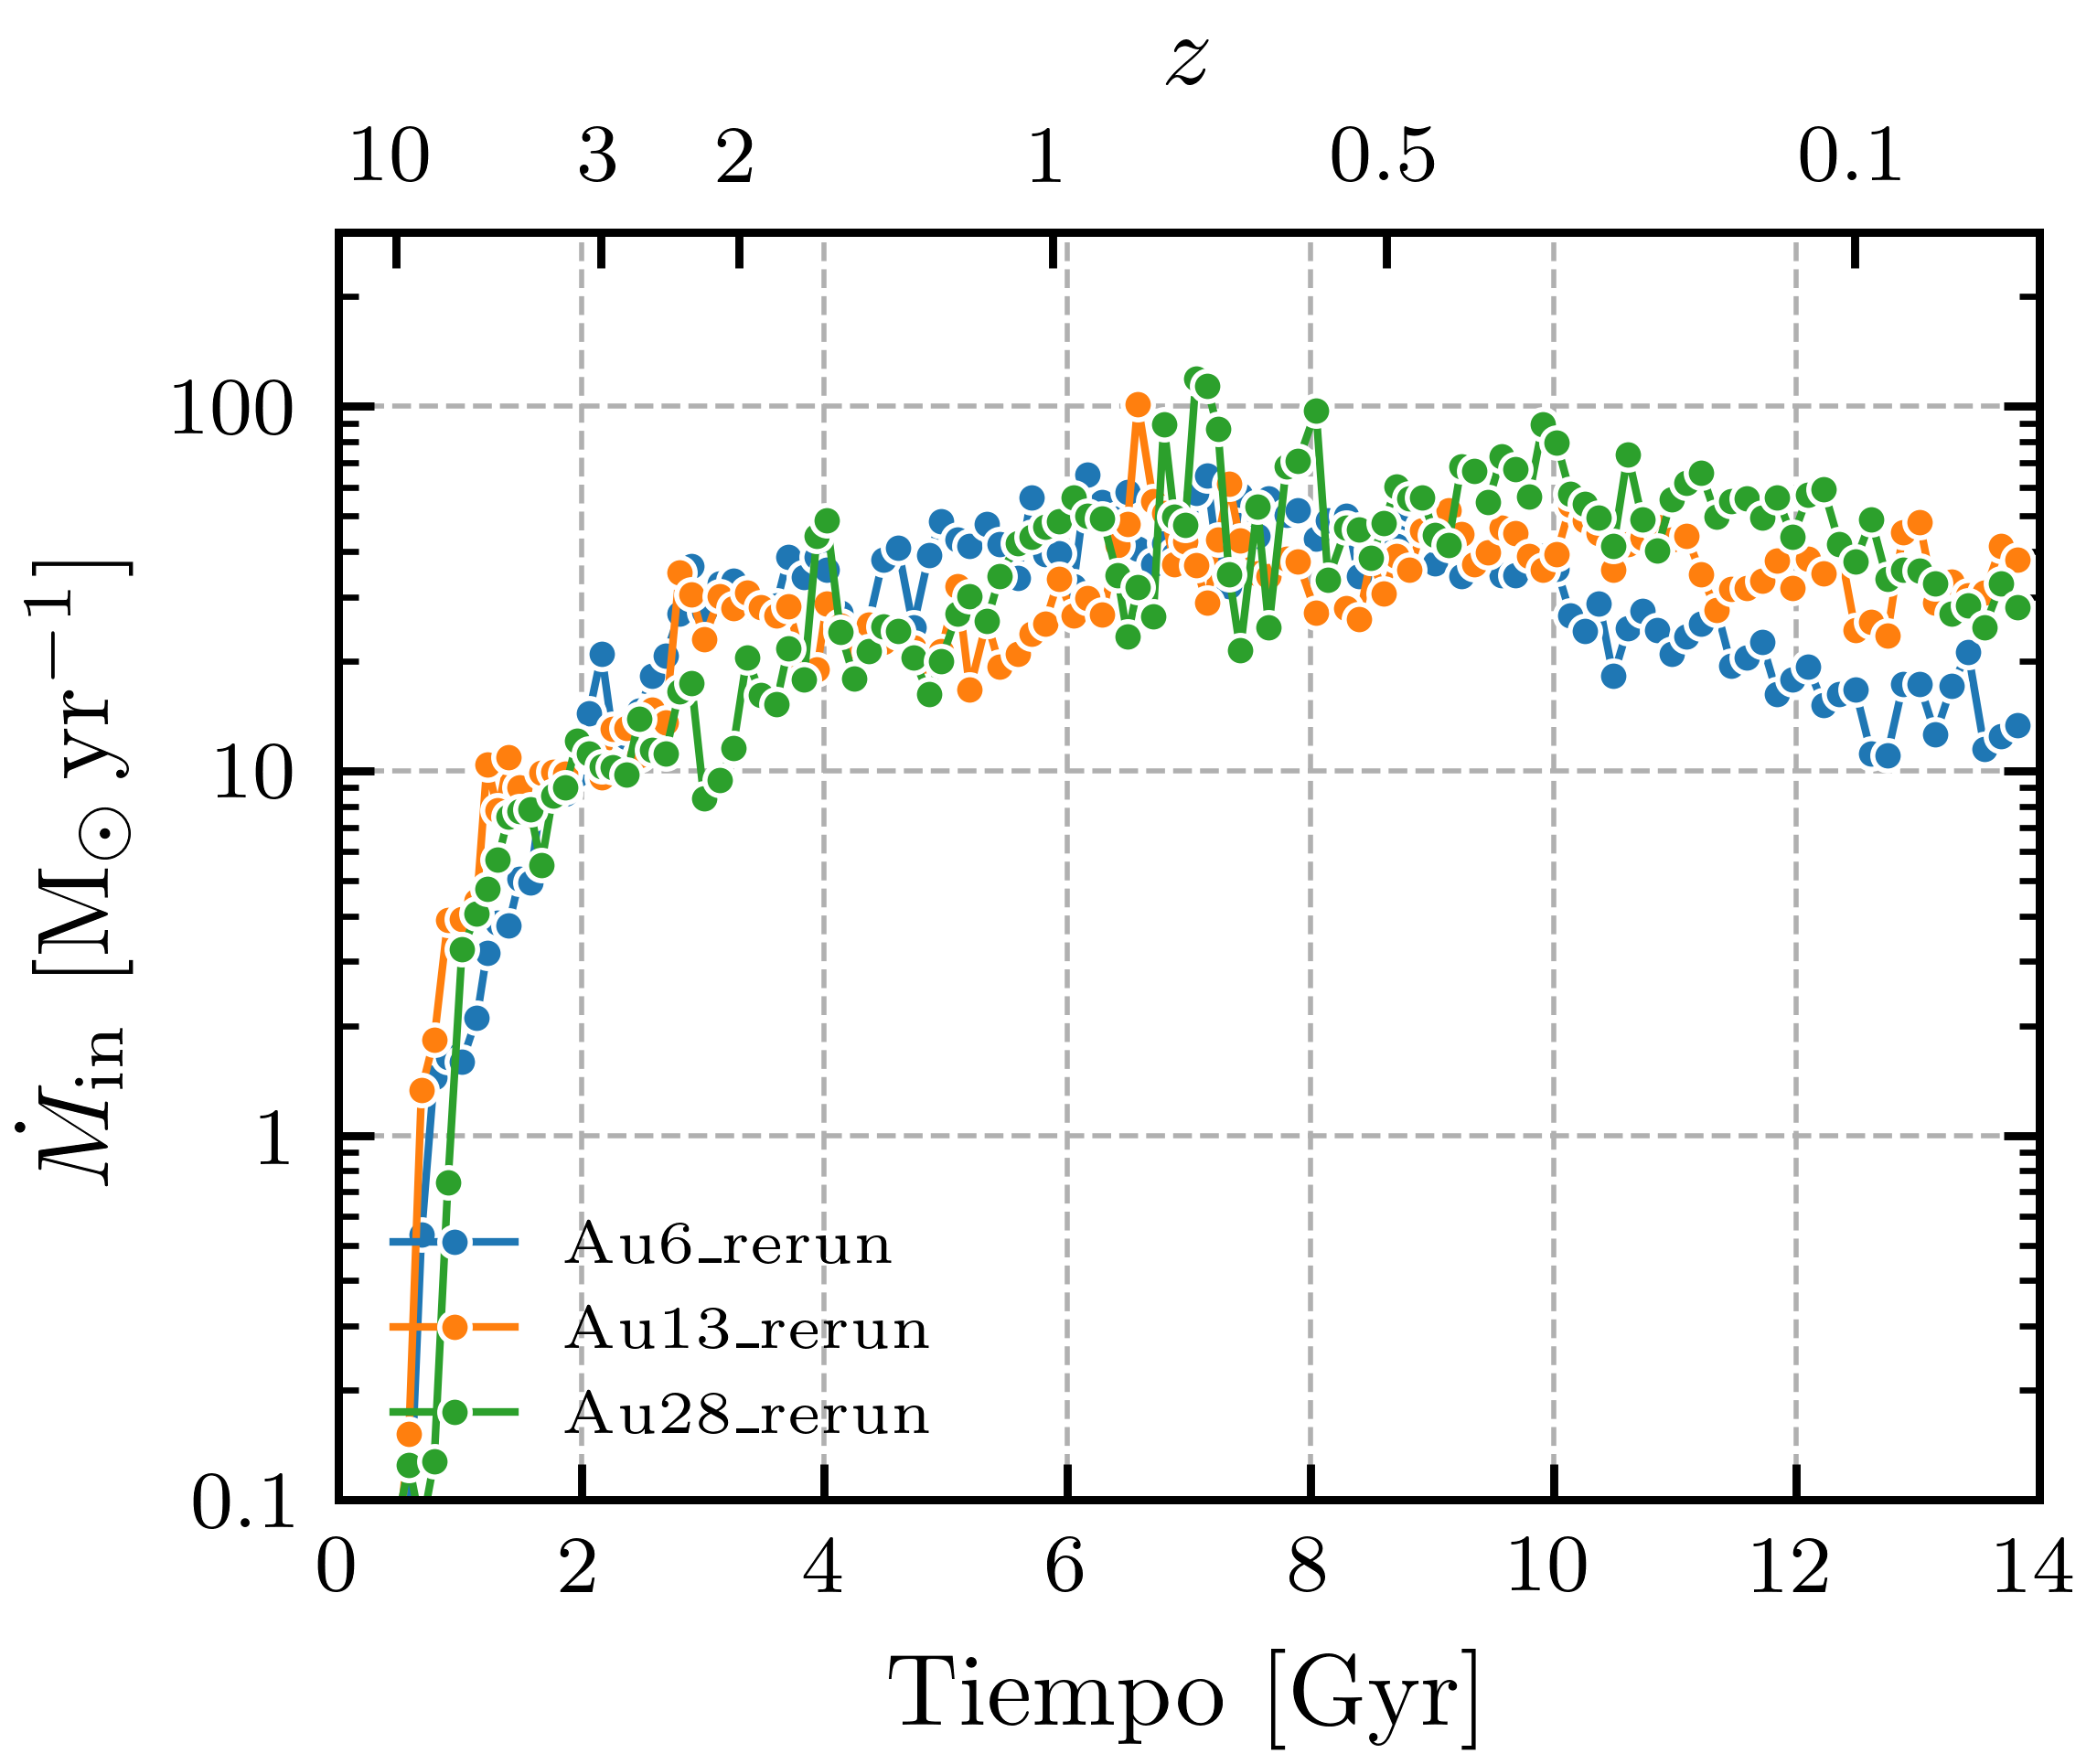 z
10 3 2 1 0.5 0.1
Ṁin [M⊙ yr−1]
100
10
1
0.1
Au6_rerun
Au13_rerun
Au28_rerun
0 2 4 6 8 10 12 14
Tiempo [Gyr]